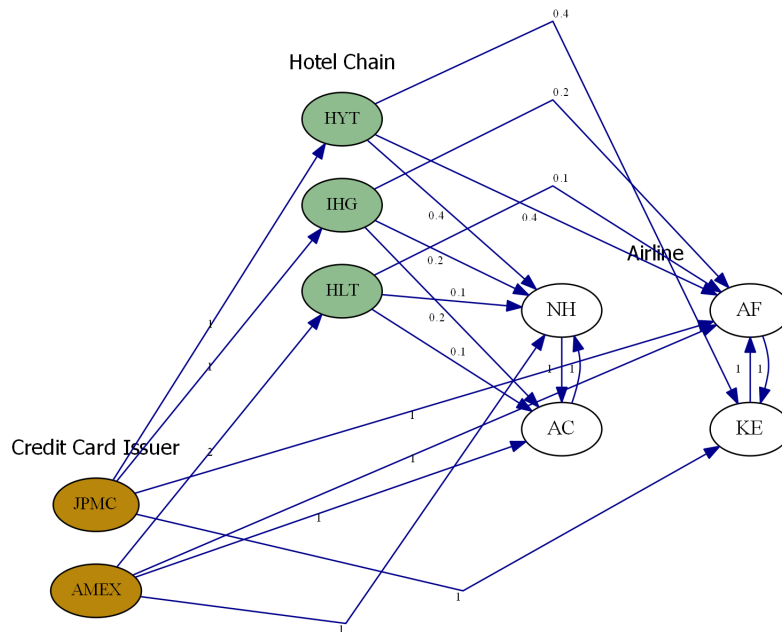 0.4
Hotel Chain
HYT
0.2
IHG
0.1
0.4
0.4
Airline
0.2
HLT
0.1
NH
AF
0.2
1
0.1
1
1
1
1
1
1
AC
KE
Credit Card Issuer
2
1
JPMC
1
AMEX
1
1